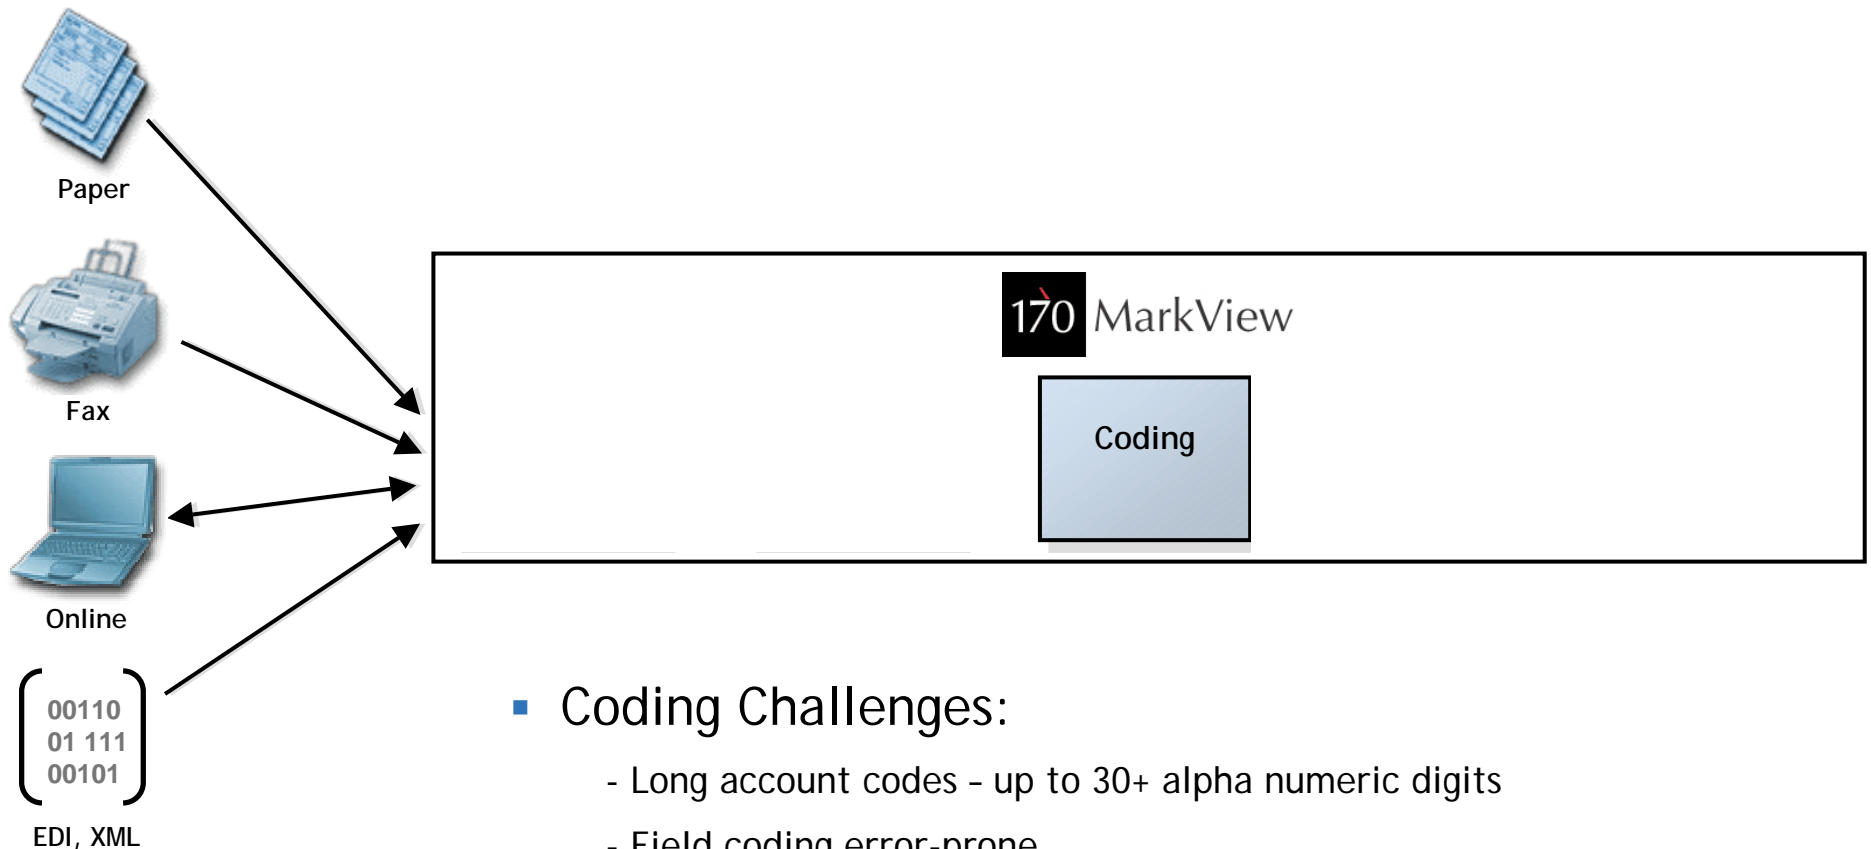 Paper
Fax
Online
00110
01 111
00101
EDI, XML
170 MarkView
Coding
▪ Coding Challenges:
- Long account codes – up to 30+ alpha numeric digits
- Field coding error-prone